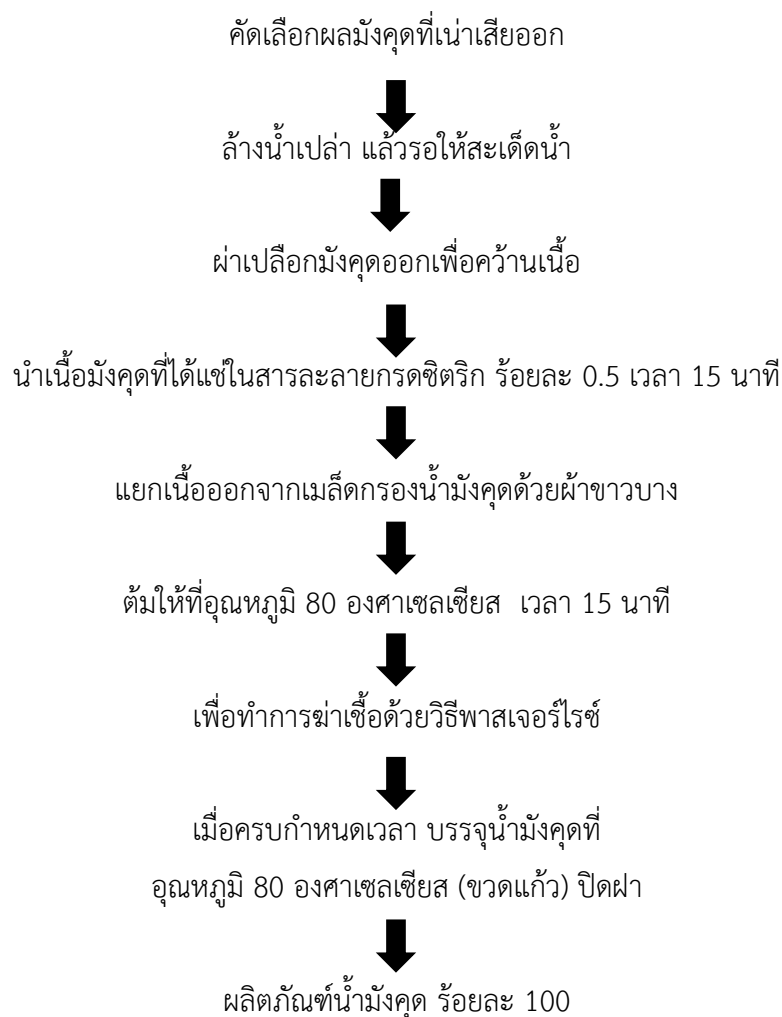 คัดเลือกผลมังคุดที่เน่าเสียออก
ล้างน้ำเปล่า แล้วรอให้สะเด็ดน้ำ
ผ่าเปลือกมังคุดออกเพื่อคว้านเนื้อ
นำเนื้อมังคุดที่ได้แช่ในสารละลายกรดซิตริก ร้อยละ 0.5 เวลา 15 นาที
แยกเนื้อออกจากเมล็ดกรองน้ำมังคุดด้วยผ้าขาวบาง
ต้มให้ที่อุณหภูมิ 80 องศาเซลเซียส เวลา 15 นาที
เพื่อทำการฆ่าเชื้อด้วยวิธีพาสเจอร์ไรซ์
เมื่อครบกำหนดเวลา บรรจุน้ำมังคุดที่
อุณหภูมิ 80 องศาเซลเซียส (ขวดแก้ว) ปิดฝา
ผลิตภัณฑ์น้ำมังคุด ร้อยละ 100